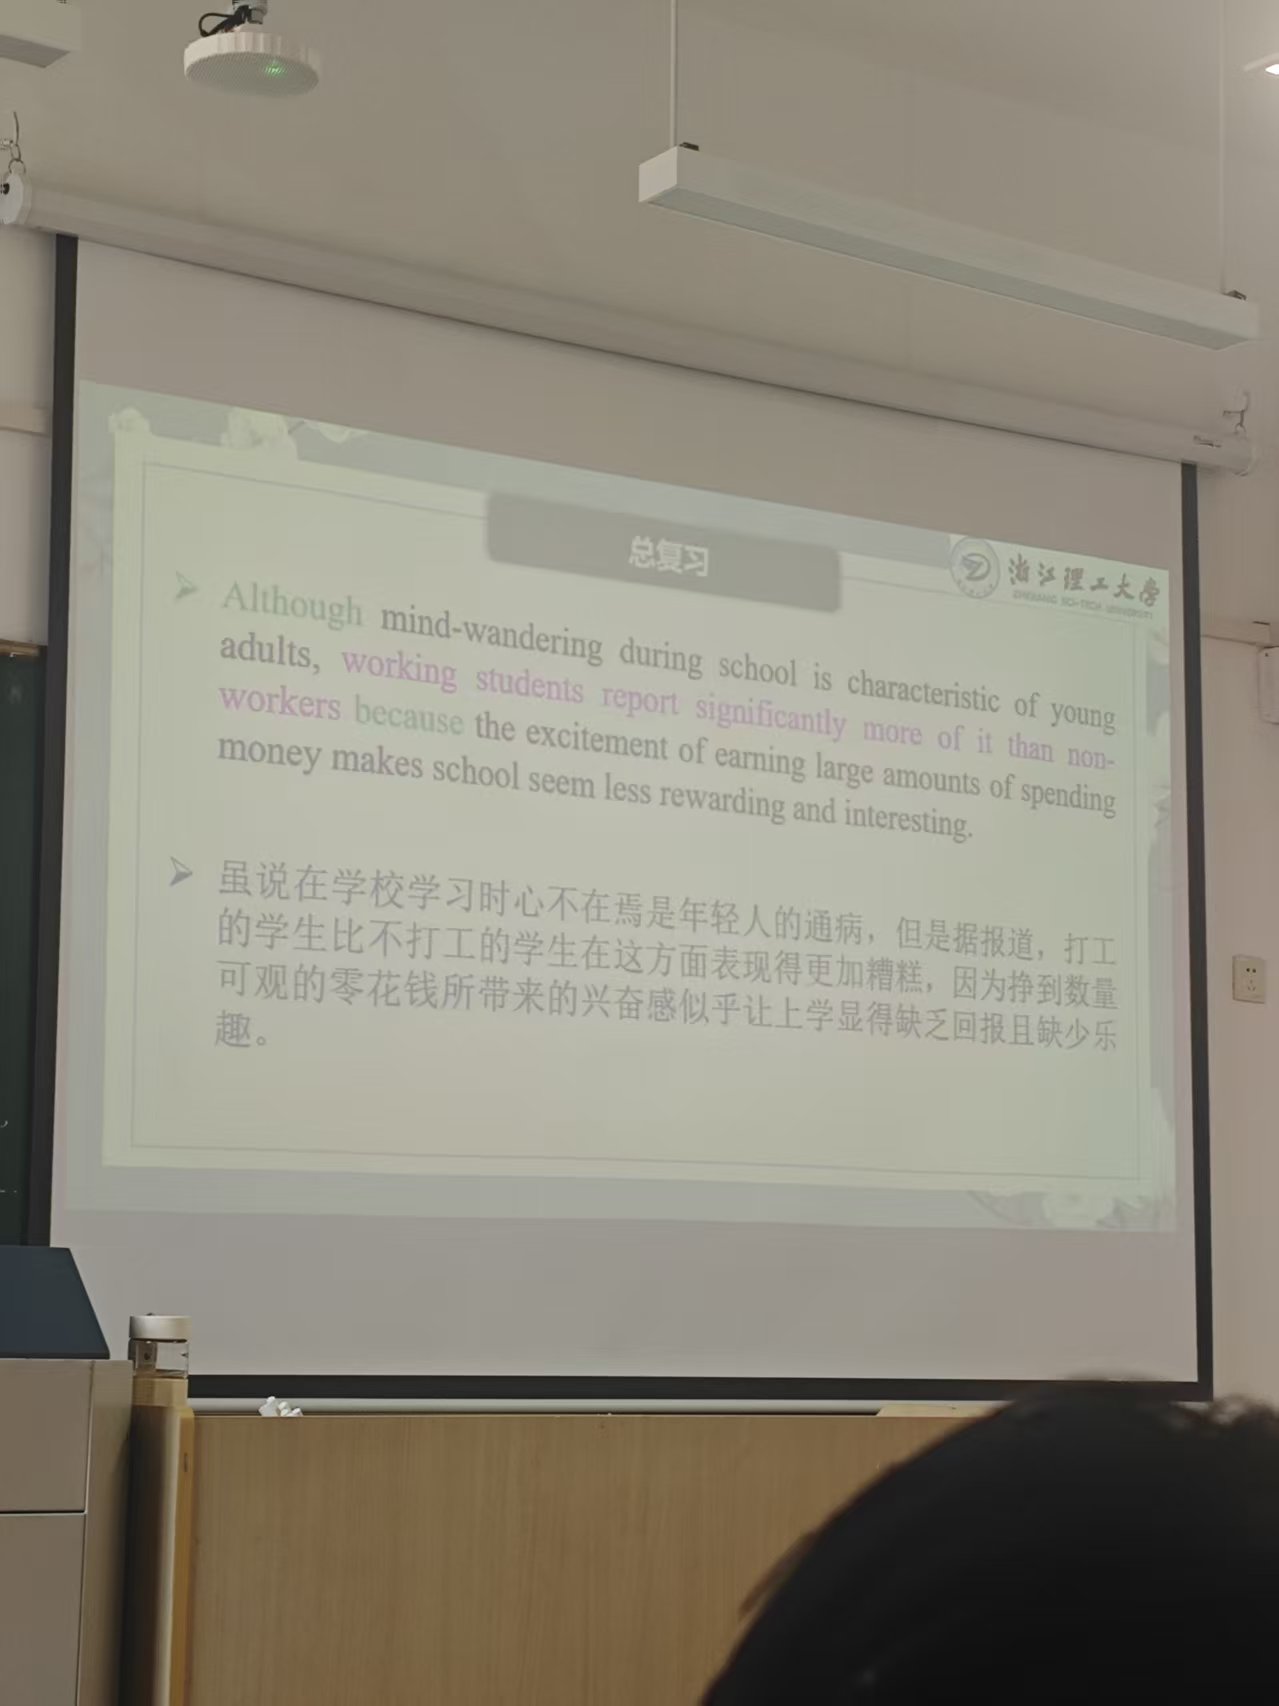 总复习
浙江理工大学
ZHEJIANG SCI-TECH UNIVERSITY
Although mind-wandering during school is characteristic of young
adults, working students report significantly more of it than non-
workers because the excitement of earning large amounts of spending
money makes school seem less rewarding and interesting.
虽说在学校学习时心不在焉是年轻人的通病，但是据报道，打工
的学生比不打工的学生在这方面表现得更加糟糕，因为挣到数量
可观的零花钱所带来的兴奋感似乎让上学显得缺乏回报且缺少乐
趣。